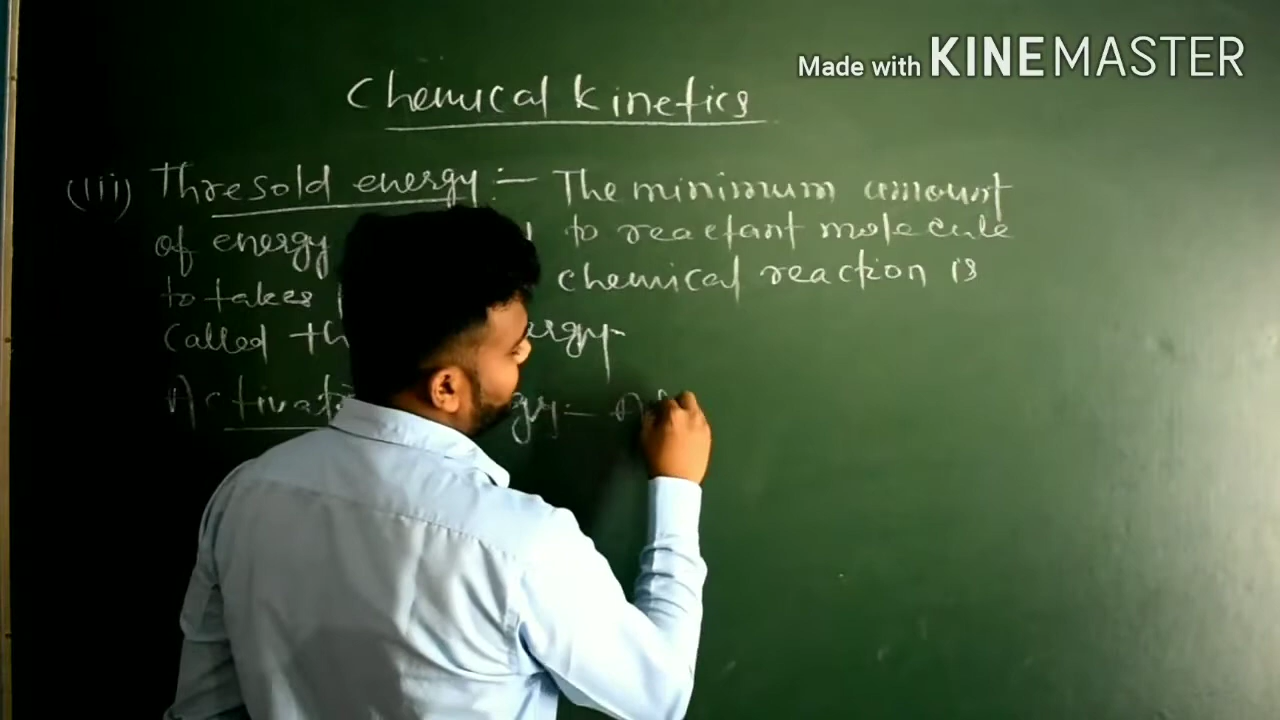 Made with KINEMASTER
Chemical Kinetics
(iii) Thresold energy :- The minimum amount
of energy to reactant molecule
to takes chemical reaction is
called